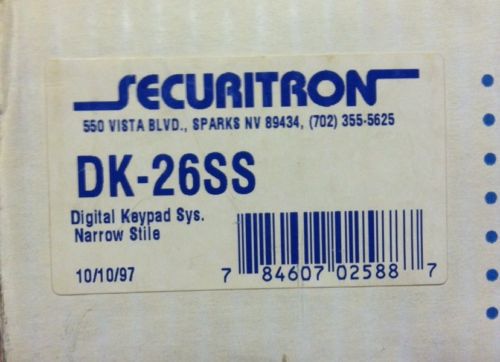 SECURITRON
550 VISTA BLVD., SPARKS NV 89434, (702) 355-5625
DK-26SS
Digital Keypad Sys.
Narrow Stile
10/10/97
7 84607 02588 7